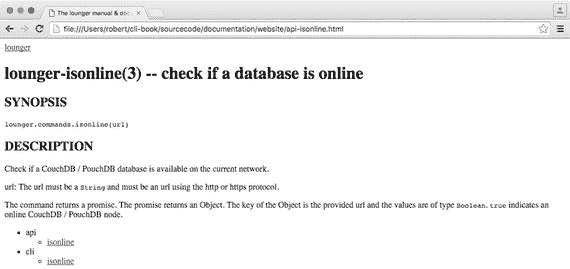 The lounger manual & docu
file:///Users/robert/cli-book/sourcecode/documentation/website/api-isonline.html
lounger
lounger-isonline(3) -- check if a database is online
SYNOPSIS
lounger.commands.isonline(url)
DESCRIPTION
Check if a CouchDB / PouchDB database is available on the current network.
url: The url must be a String and must be an url using the http or https protocol.
The command returns a promise. The promise returns an Object. The key of the Object is the provided url and the values are of type Boolean. true indicates an
online CouchDB / PouchDB node.
api
isonline
cli
isonline